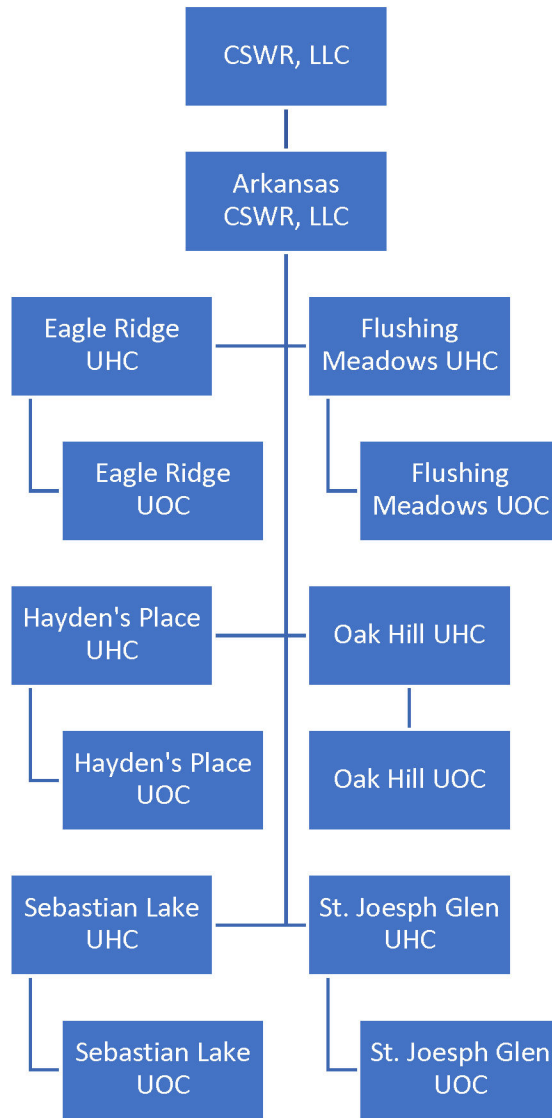 CSWR, LLC
Arkansas
CSWR, LLC
Eagle Ridge
UHC
Flushing
Meadows UHC
Eagle Ridge
UOC
Flushing
Meadows UOC
Hayden's Place
UHC
Oak Hill UHC
Hayden's Place
UOC
Oak Hill UOC
Sebastian Lake
UHC
St. Joesph Glen
UHC
Sebastian Lake
UOC
St. Joesph Glen
UOC